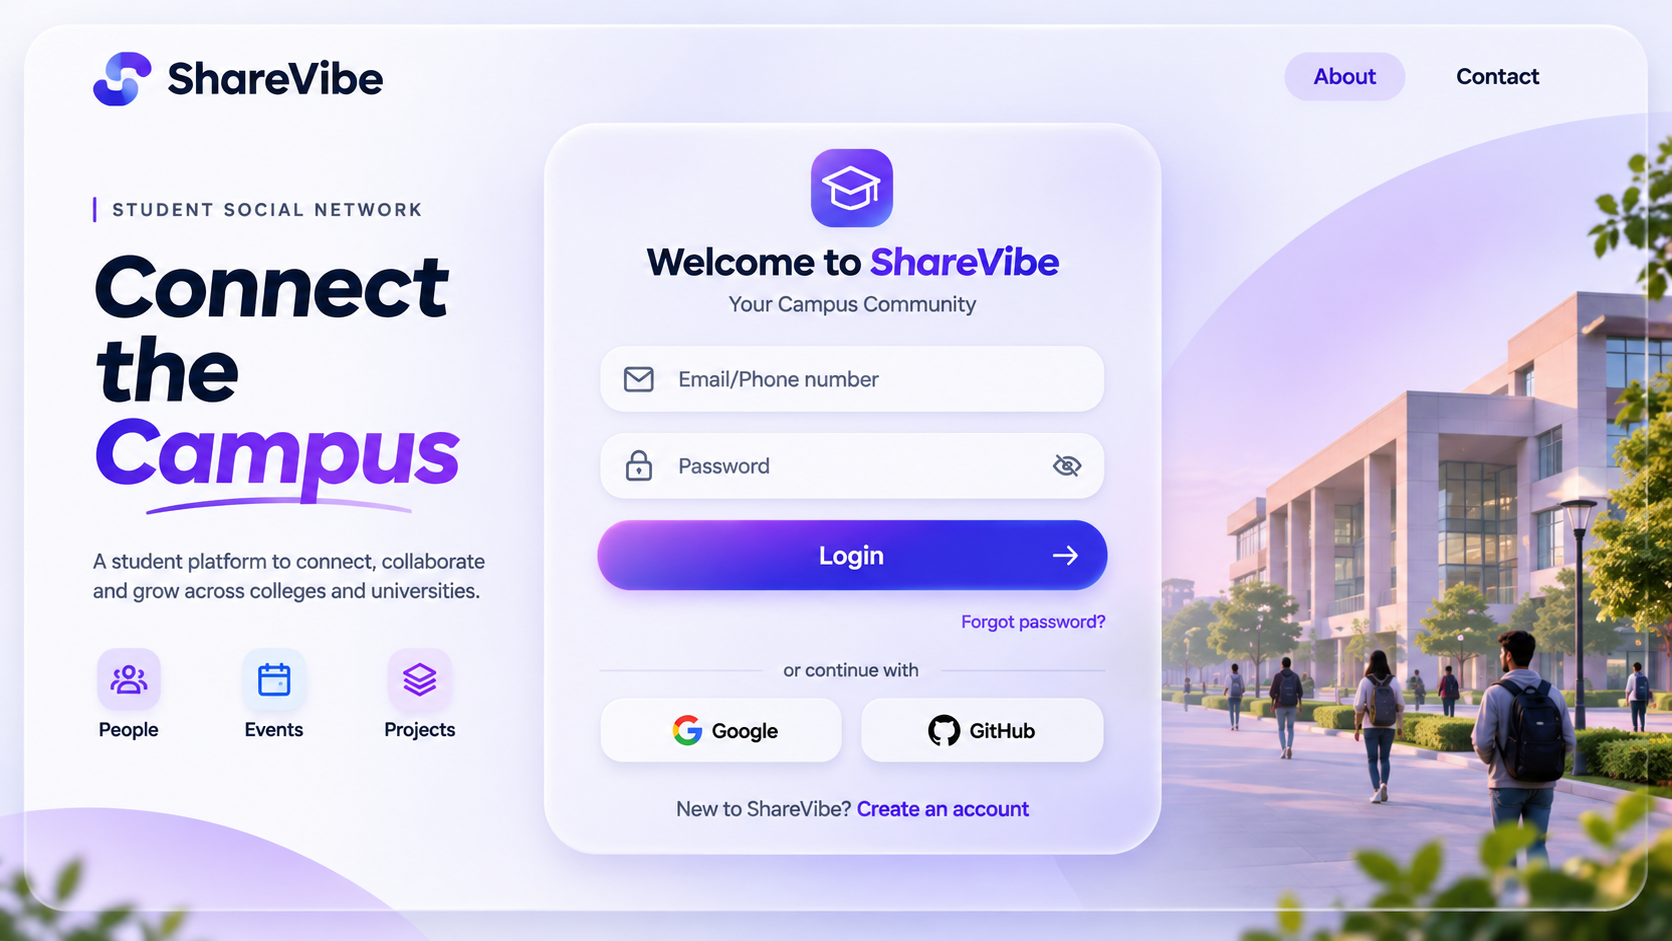 ShareVibe
About
Contact
STUDENT SOCIAL NETWORK
Connect
the
Campus
A student platform to connect, collaborate
and grow across colleges and universities.
People
Events
Projects
Welcome to ShareVibe
Your Campus Community
Email/Phone number
Password
Login
Forgot password?
or continue with
Google
GitHub
New to ShareVibe? Create an account